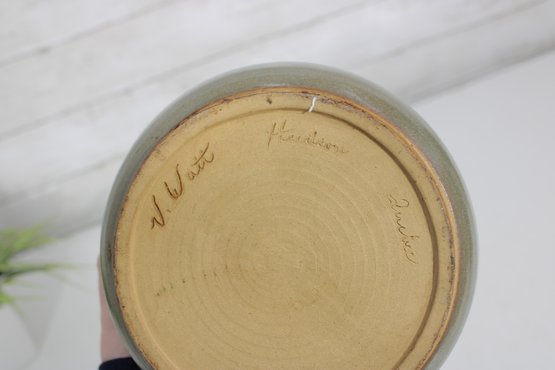 V. Watt
Hudson
Quebec